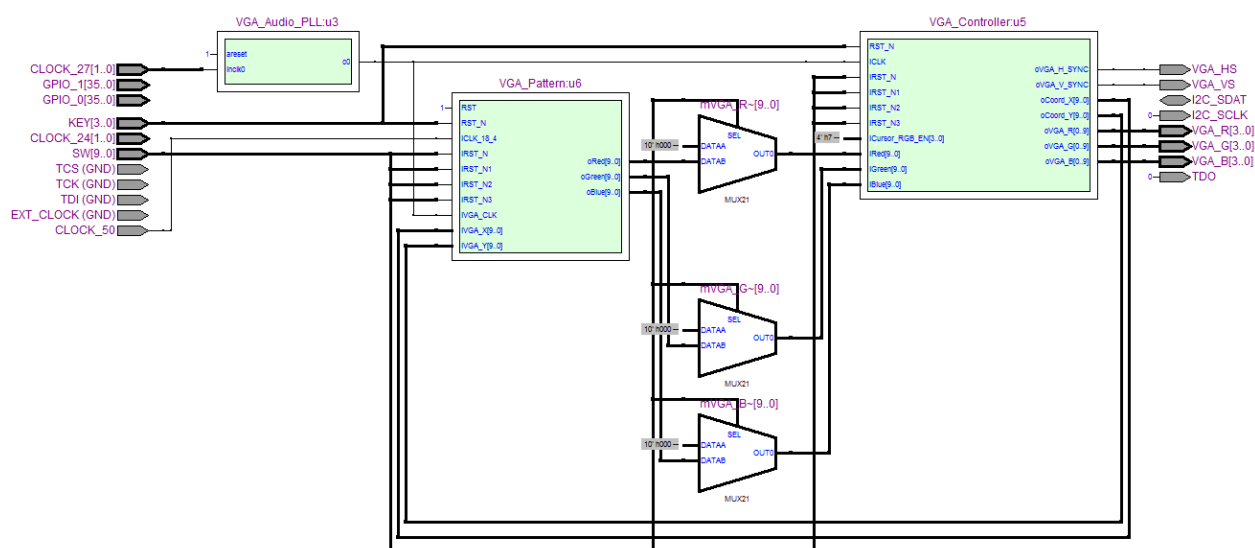 VGA_Audio_PLL:u3
1
areset
inclk0
c0
CLOCK_27[1..0]
GPIO_1[35..0]
GPIO_0[35..0]
KEY[3..0]
CLOCK_24[1..0]
SW[9..0]
TCS (GND)
TCK (GND)
TDI (GND)
EXT_CLOCK (GND)
CLOCK_50
VGA_Pattern:u6
1
RST
RST_N
ICLK_18_4
IRST_N
IRST_N1
IRST_N2
IRST_N3
IVGA_CLK
IVGA_X[9..0]
IVGA_Y[9..0]
oRed[9..0]
oGreen[9..0]
oBlue[9..0]
mVGA_R~[9..0]
SEL
10' h000
DATAA
DATAB
OUT0
MUX21
mVGA_G~[9..0]
SEL
10' h000
DATAA
DATAB
OUT0
MUX21
mVGA_B~[9..0]
SEL
10' h000
DATAA
DATAB
OUT0
MUX21
VGA_Controller:u5
RST_N
ICLK
IRST_N
IRST_N1
IRST_N2
IRST_N3
4' h7
ICursor_RGB_EN[3..0]
IRed[9..0]
IGreen[9..0]
IBlue[9..0]
oVGA_H_SYNC
oVGA_V_SYNC
oCoord_X[9..0]
oCoord_Y[9..0]
oVGA_R[0..9]
oVGA_G[0..9]
oVGA_B[0..9]
VGA_HS
VGA_VS
I2C_SDAT
0
I2C_SCLK
VGA_R[3..0]
VGA_G[3..0]
VGA_B[3..0]
0
TDO